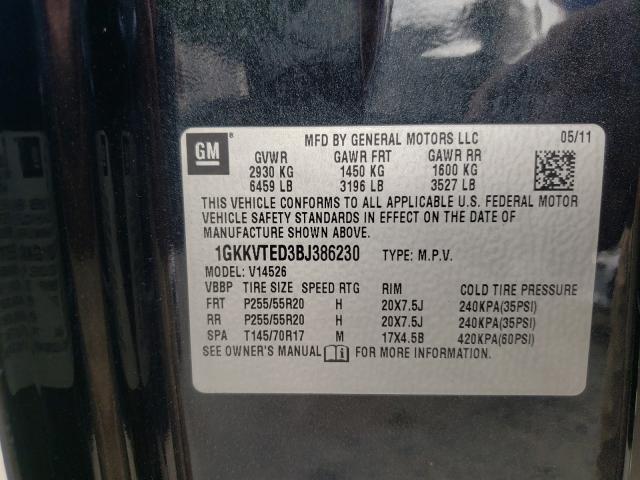 GM ® MFD BY GENERAL MOTORS LLC 05/11
GVWR GAWR FRT GAWR RR
2930 KG 1450 KG 1600 KG
6459 LB 3196 LB 3527 LB
THIS VEHICLE CONFORMS TO ALL APPLICABLE U.S. FEDERAL MOTOR
VEHICLE SAFETY STANDARDS IN EFFECT ON THE DATE OF
MANUFACTURE SHOWN ABOVE.
1GKKVTED3BJ386230 TYPE: M.P.V.
MODEL: V14526
VBBP TIRE SIZE SPEED RTG RIM COLD TIRE PRESSURE
FRT P255/55R20 H 20X7.5J 240KPA(35PSI)
RR P255/55R20 H 20X7.5J 240KPA(35PSI)
SPA T145/70R17 M 17X4.5B 420KPA(60PSI)
SEE OWNER'S MANUAL FOR MORE INFORMATION.